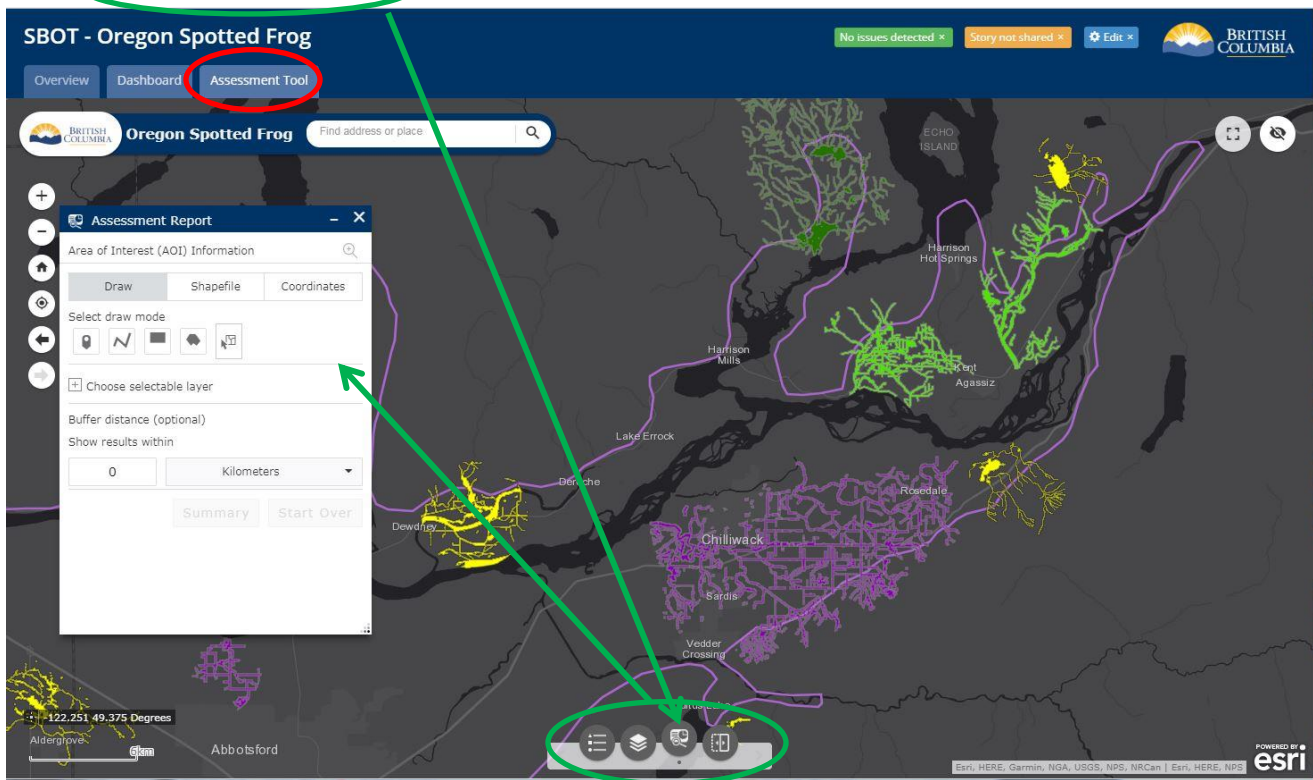 SBOT - Oregon Spotted Frog
No issues detected ×
Story not shared ×
Edit ×
BRITISH
COLUMBIA
Overview
Dashboard
Assessment Tool
BRITISH
COLUMBIA
Oregon Spotted Frog
Find address or place
ECHO
ISLAND
Assessment Report
Area of Interest (AOI) Information
Draw
Shapefile
Coordinates
Select draw mode
Choose selectable layer
Buffer distance (optional)
Show results within
0
Kilometers
Summary
Start Over
Harrison
Hot Springs
Harrison
Mills
Kent
Agassiz
Lake Errock
Deroche
Dewdney
Rosedale
Chilliwack
Sardis
Vedder
Crossing
-122.251 49.375 Degrees
Aldergrove
6km
Abbotsford
Esri, HERE, Garmin, NGA, USGS, NPS, NRCan | Esri, HERE, NPS
POWERED BY
esri